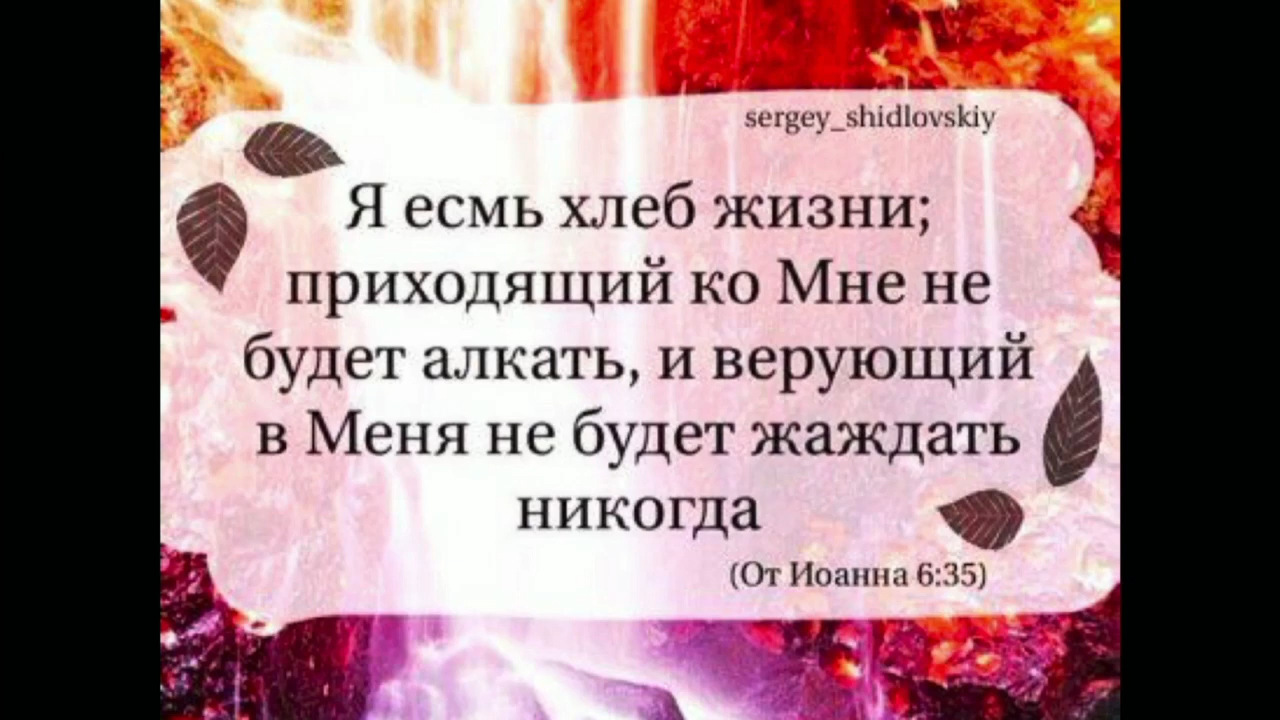 sergey_shidlovskiy
Я есмь хлеб жизни;
приходящий ко Мне не
будет алкать, и верующий
в Меня не будет жаждать
никогда
(От Иоанна 6:35)